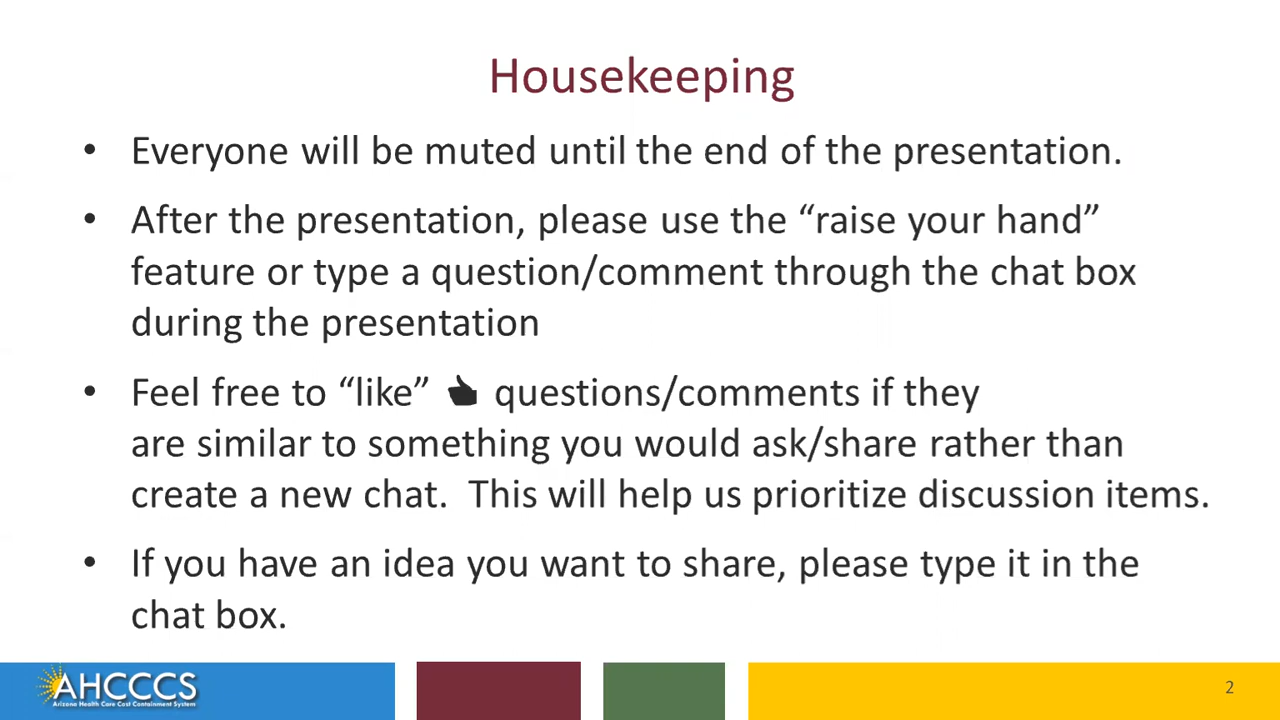 Housekeeping
• Everyone will be muted until the end of the presentation.
• After the presentation, please use the “raise your hand”
feature or type a question/comment through the chat box
during the presentation
• Feel free to “like” questions/comments if they
are similar to something you would ask/share rather than
create a new chat.  This will help us prioritize discussion items.
• If you have an idea you want to share, please type it in the
chat box.
AHCCCS
Arizona Health Care Cost Containment System
2